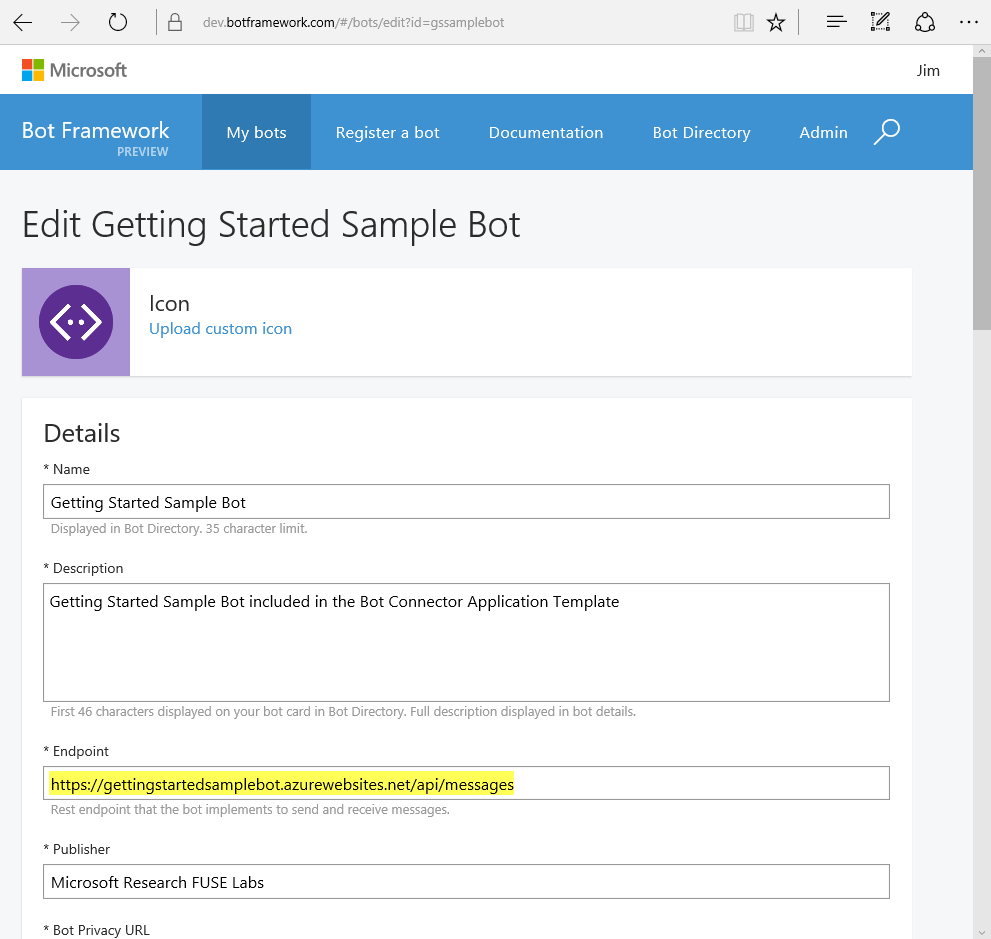 dev.botframework.com/#/bots/edit?id=gssamplebot
Microsoft
Jim
Bot Framework
PREVIEW
My bots
Register a bot
Documentation
Bot Directory
Admin
Edit Getting Started Sample Bot
Icon
Upload custom icon
Details
* Name
Getting Started Sample Bot
Displayed in Bot Directory. 35 character limit.
* Description
Getting Started Sample Bot included in the Bot Connector Application Template
First 46 characters displayed on your bot card in Bot Directory. Full description displayed in bot details.
* Endpoint
https://gettingstartedsamplebot.azurewebsites.net/api/messages
Rest endpoint that the bot implements to send and receive messages.
* Publisher
Microsoft Research FUSE Labs
* Bot Privacy URL